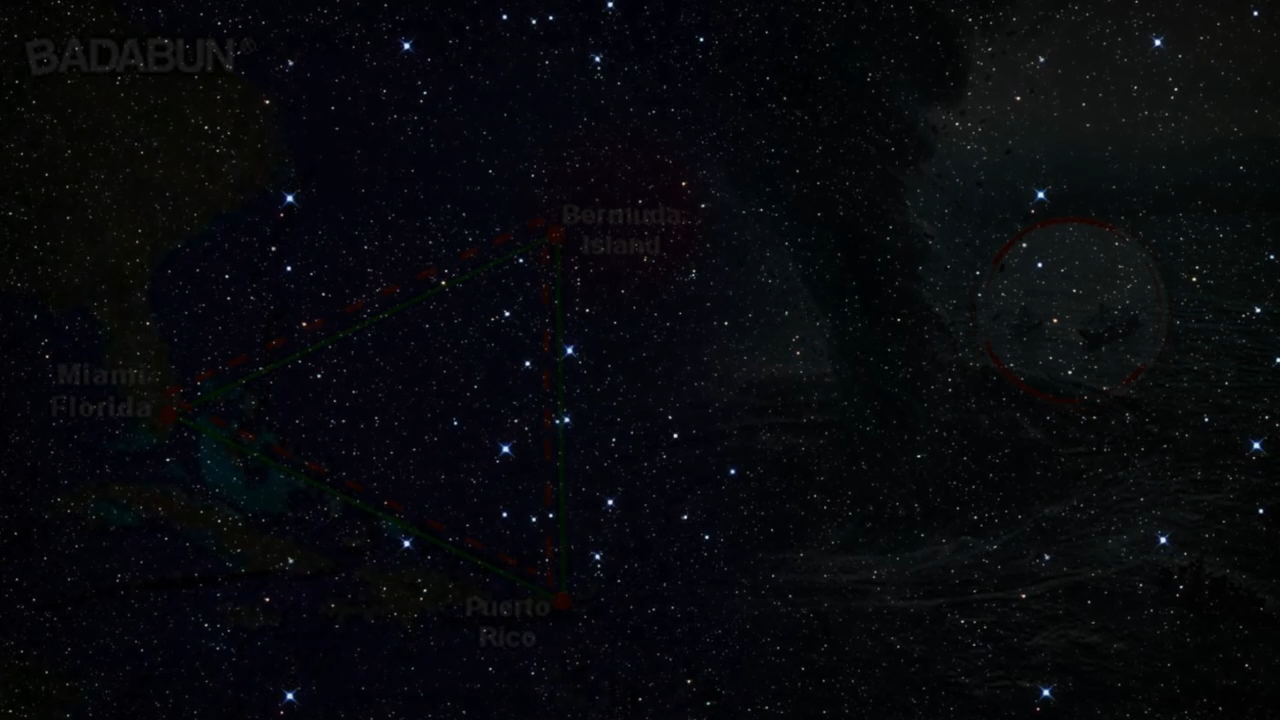 BADABUN®
Bermuda
Island
Miami
Florida
Puerto
Rico